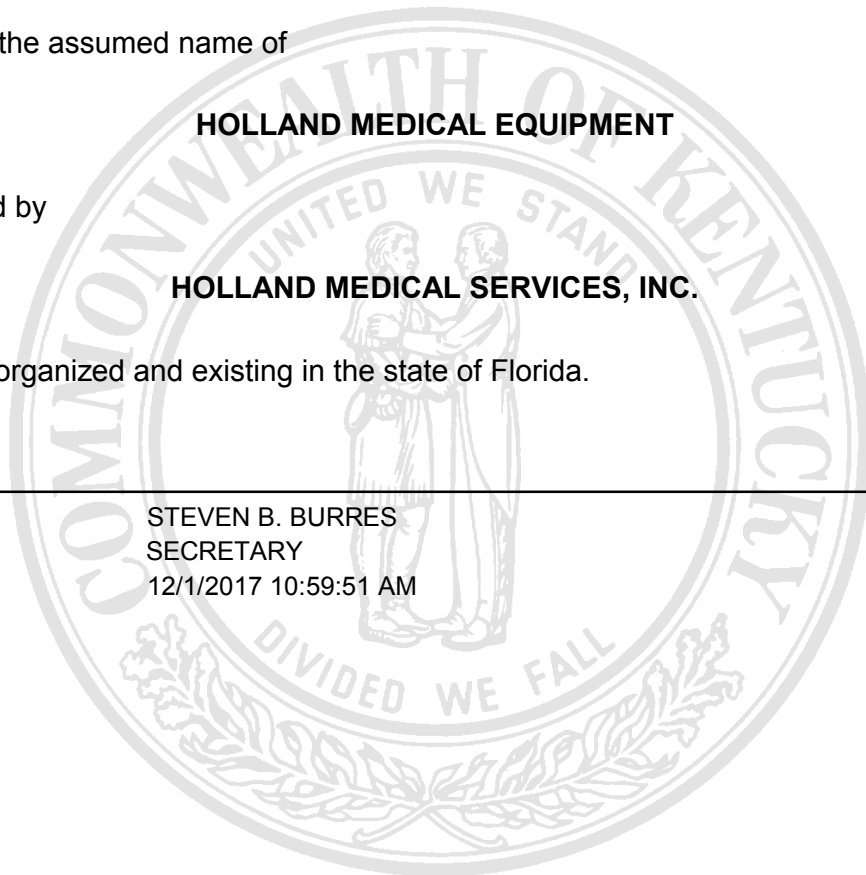 the assumed name of
HOLLAND MEDICAL EQUIPMENT
d by
HOLLAND MEDICAL SERVICES, INC.
organized and existing in the state of Florida.
STEVEN B. BURRES
SECRETARY
12/1/2017 10:59:51 AM
COMMONWEALTH OF KENTUCKY
UNITED WE STAND
DIVIDED WE FALL